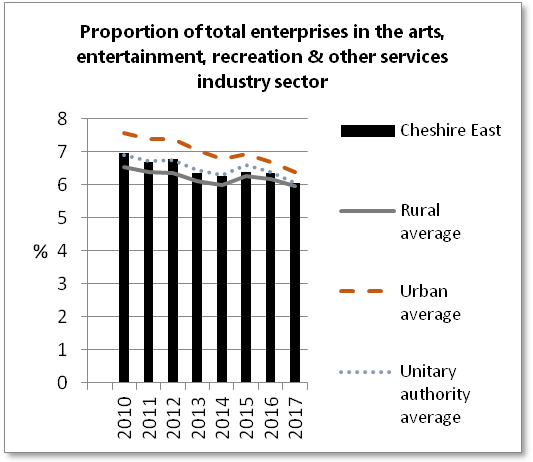 Proportion of total enterprises in the arts,
entertainment, recreation & other services
industry sector
8
7
6
5
4
3
2
1
0
%
2010
2011
2012
2013
2014
2015
2016
2017
Cheshire East
Rural
average
Urban
average
Unitary
authority
average